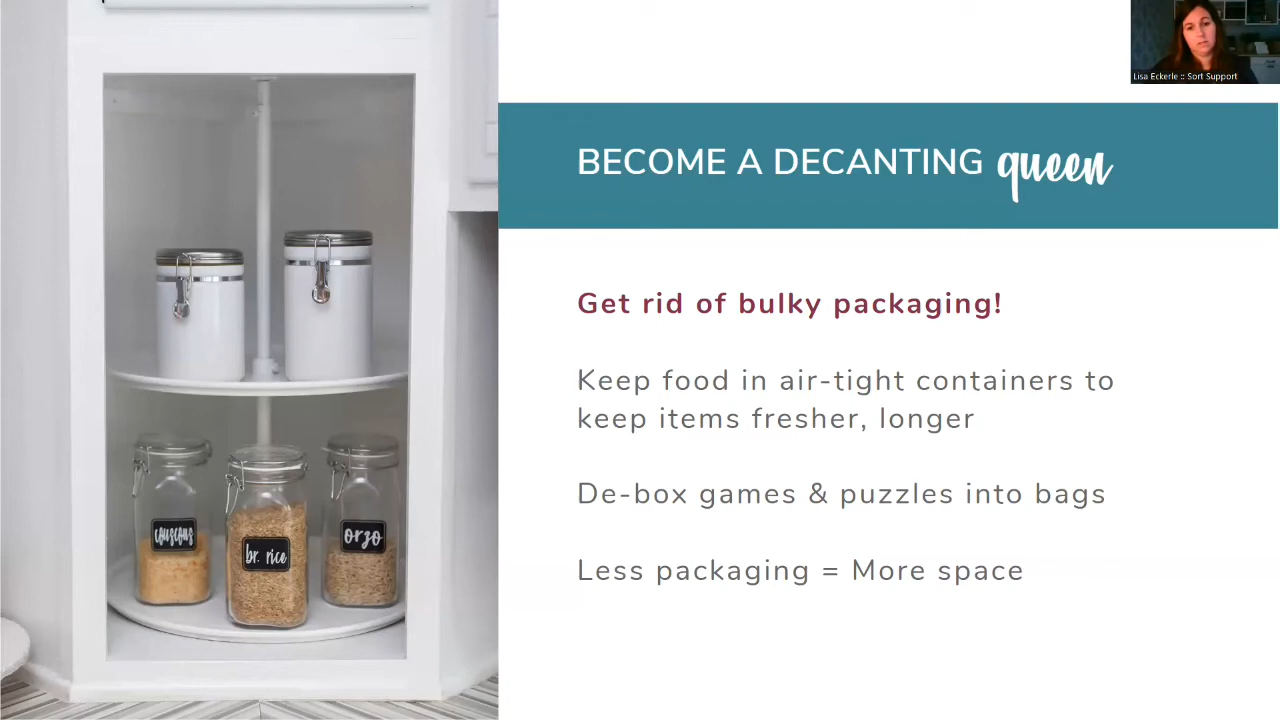 Lisa Eckerle :: Sort Support
BECOME A DECANTING queen
Get rid of bulky packaging!
Keep food in air-tight containers to
keep items fresher, longer
De-box games & puzzles into bags
Less packaging = More space
couscous
br. rice
orzo